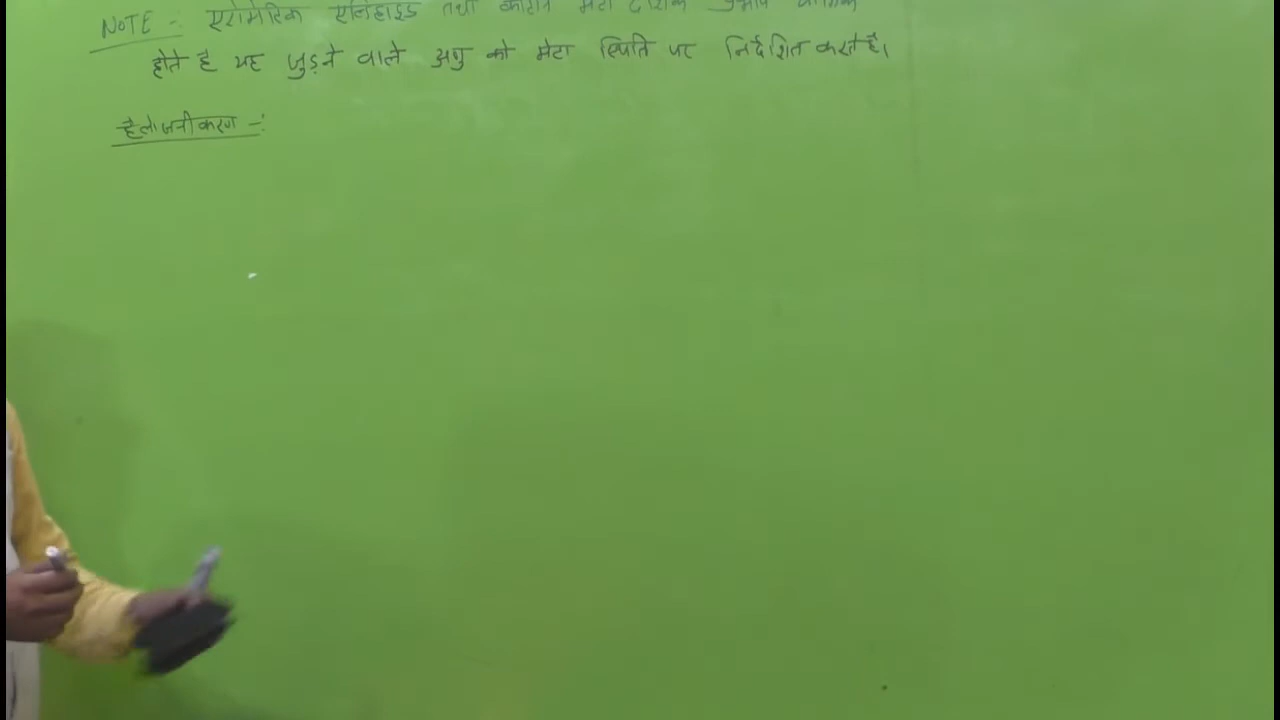 NOTE :- एरोमेटिक एल्डिहाइड तथा कीटोन मेटा
होते है यह जुड़ने वाले अणु को मेटा स्थिति पर निर्देशित करते है।
हैलोजनीकरण -: